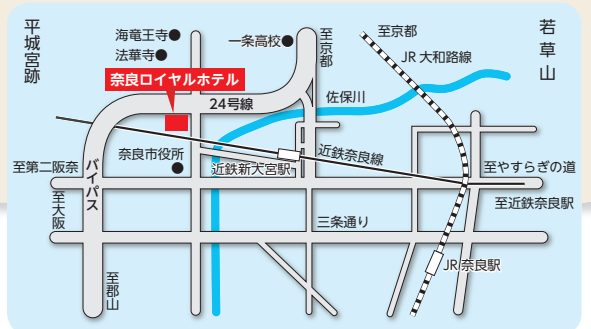 平城宮跡
海竜王寺
法華寺
一条高校
至京都
至京都
JR大和路線
若草山
奈良ロイヤルホテル
24号線
佐保川
奈良市役所
近鉄新大宮駅
近鉄奈良線
至第二阪奈
バイパス
至やすらぎの道
至大阪
至近鉄奈良駅
三条通り
JR奈良駅
至郡山